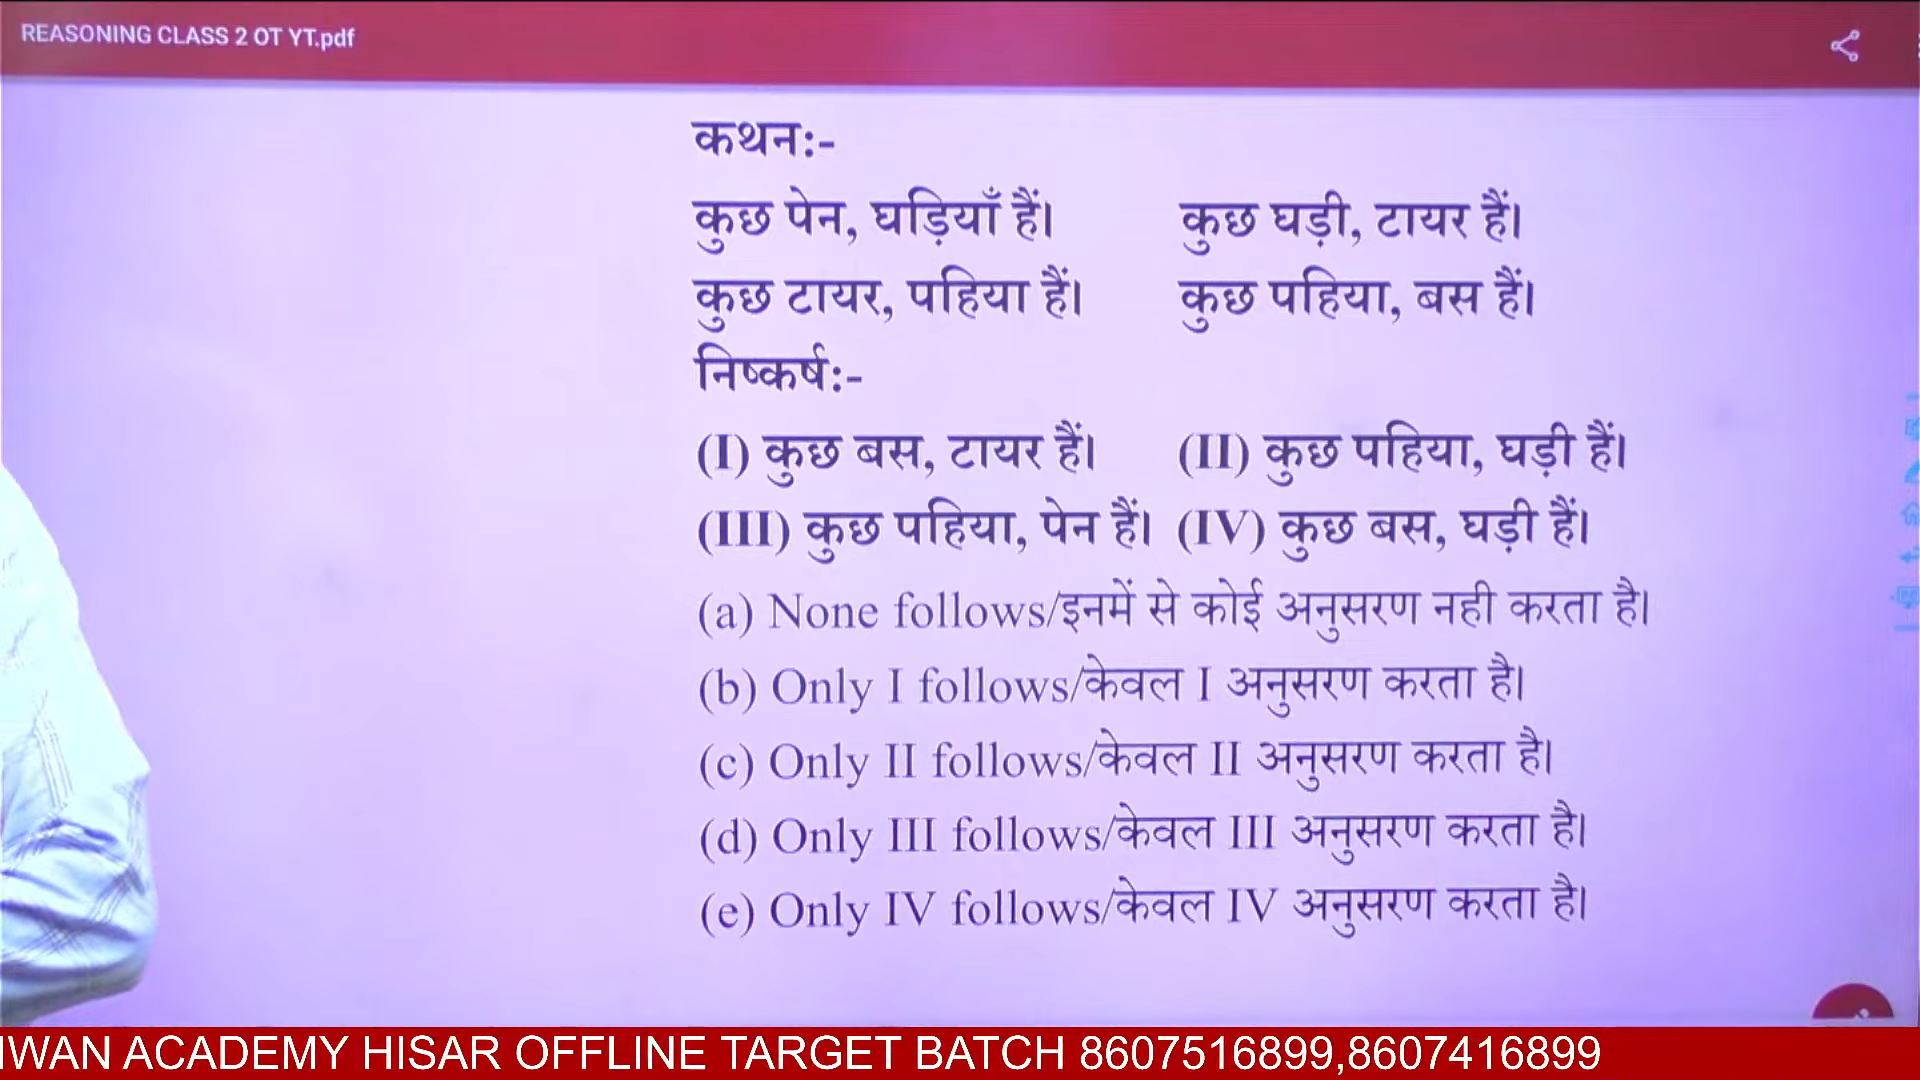 REASONING CLASS 2 OT YT.pdf
कथन:-
कुछ पेन, घड़ियाँ हैं। कुछ घड़ी, टायर हैं।
कुछ टायर, पहिया हैं। कुछ पहिया, बस हैं।
निष्कर्ष:-
(I) कुछ बस, टायर हैं। (II) कुछ पहिया, घड़ी हैं।
(III) कुछ पहिया, पेन हैं। (IV) कुछ बस, घड़ी हैं।
(a) None follows/इनमें से कोई अनुसरण नही करता है।
(b) Only I follows/केवल I अनुसरण करता है।
(c) Only II follows/केवल II अनुसरण करता है।
(d) Only III follows/केवल III अनुसरण करता है।
(e) Only IV follows/केवल IV अनुसरण करता है।
IWAN ACADEMY HISAR OFFLINE TARGET BATCH 8607516899,8607416899